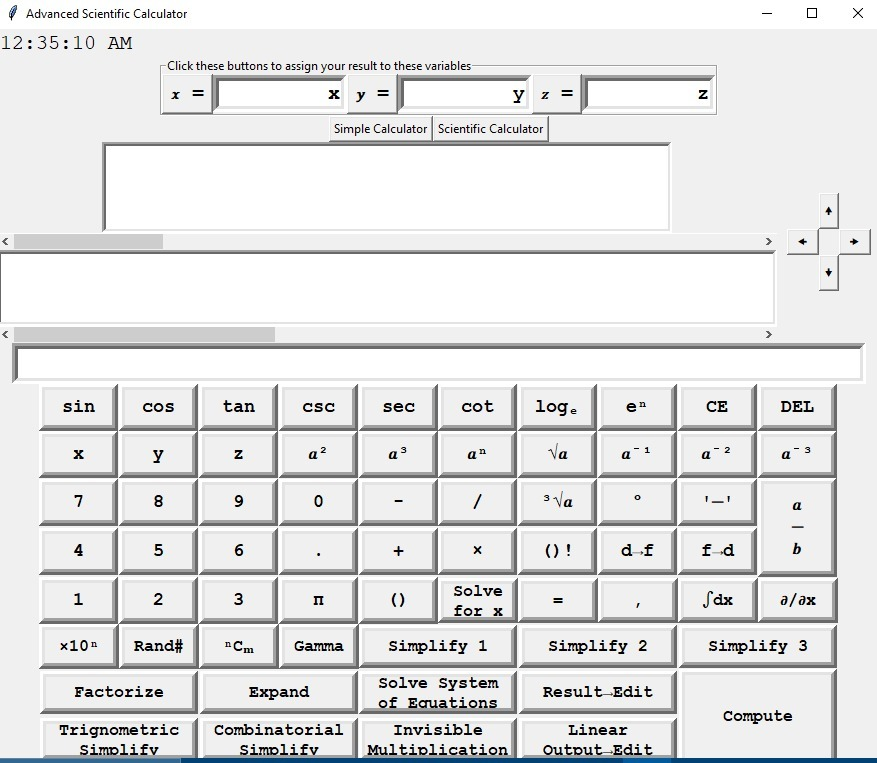 Advanced Scientific Calculator
12:35:10 AM
Click these buttons to assign your result to these variables
x = x y = y z = z
Simple Calculator Scientific Calculator
sin cos tan csc sec cot logₑ eⁿ CE DEL
x y z a² a³ aⁿ √a a⁻¹ a⁻² a⁻³
7 8 9 0 - / ³√a ° '—' a
—
b
4 5 6 . + × ()! d→f f→d
1 2 3 π () Solve for x = , ∫dx ∂/∂x
×10ⁿ Rand# ⁿCₘ Gamma Simplify 1 Simplify 2 Simplify 3
Factorize Expand Solve System of Equations Result→Edit Compute
Trignometric Simplify Combinatorial Simplify Invisible Multiplication Linear Output→Edit